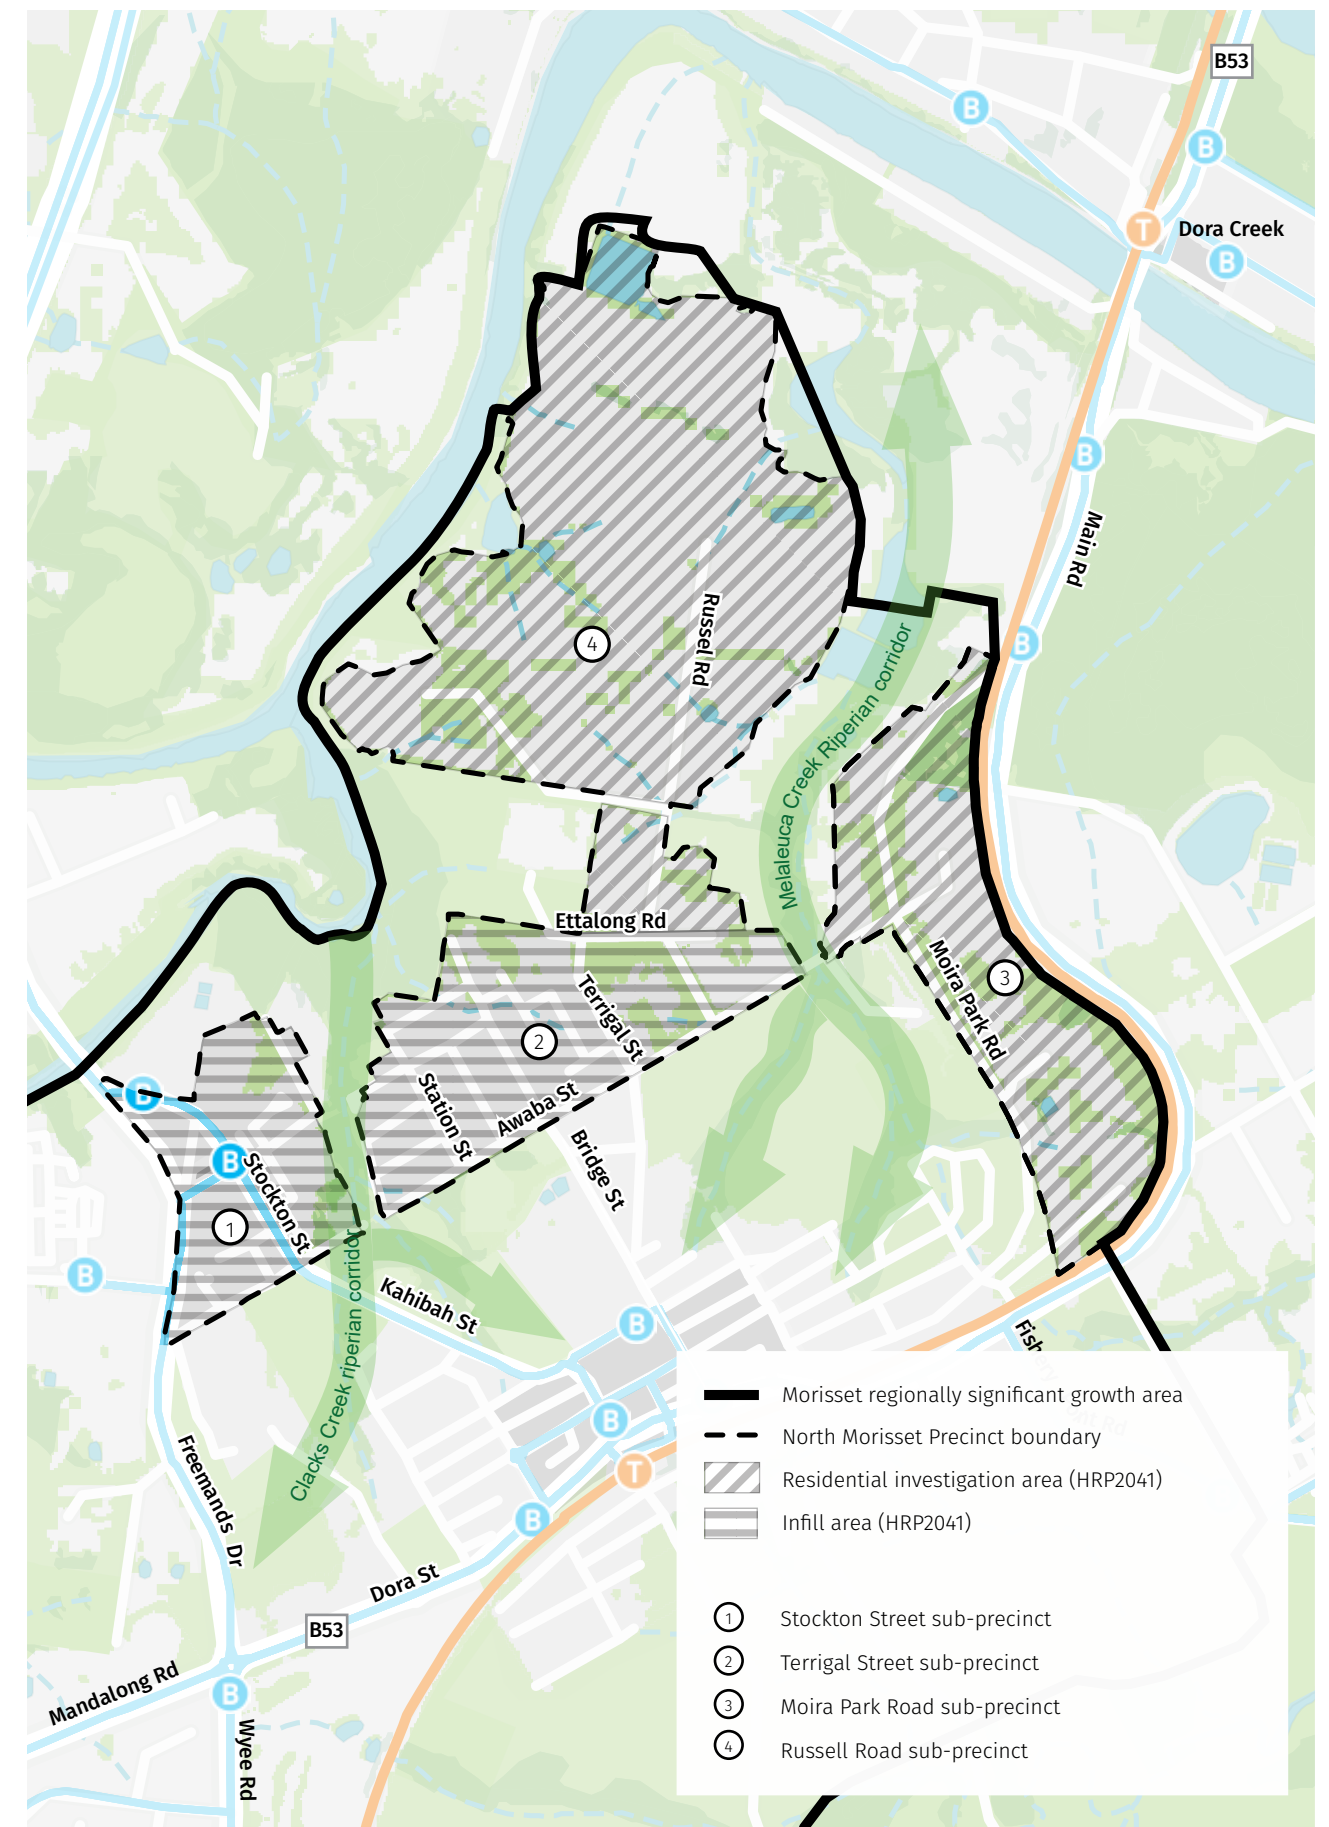 B53
B
B
T
Dora Creek
B
B
Main Rd
B
Russel Rd
4
Melaleuca Creek Riperian corridor
Ettalong Rd
Moira Park Rd
3
Terrigal St
2
Station St
Awaba St
Bridge St
B
B
Stockton St
1
B
Kahibah St
Clacks Creek riperian corridor
B
B
T
B
Freemands Dr
Dora St
B53
Mandalong Rd
B
Wyee Rd
Morisset regionally significant growth area
North Morisset Precinct boundary
Residential investigation area (HRP2041)
Infill area (HRP2041)
1 Stockton Street sub-precinct
2 Terrigal Street sub-precinct
3 Moira Park Road sub-precinct
4 Russell Road sub-precinct